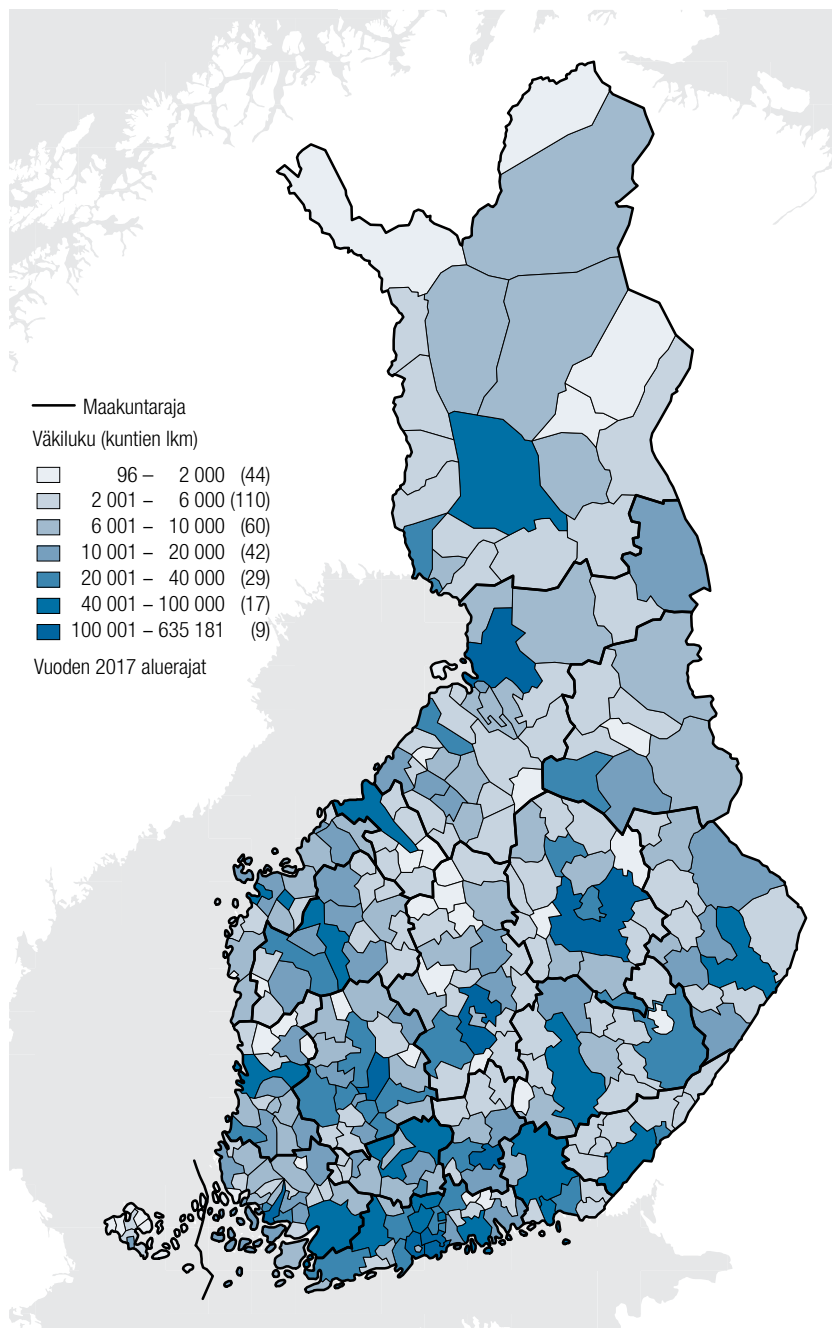 Maakuntaraja
Väkiluku (kuntien lkm)
96 – 2 000 (44)
2 001 – 6 000 (110)
6 001 – 10 000 (60)
10 001 – 20 000 (42)
20 001 – 40 000 (29)
40 001 – 100 000 (17)
100 001 – 635 181 (9)
Vuoden 2017 aluerajat